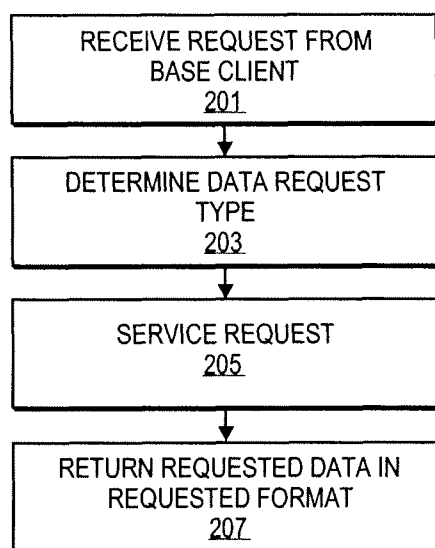 RECEIVE REQUEST FROM
BASE CLIENT
201
DETERMINE DATA REQUEST
TYPE
203
SERVICE REQUEST
205
RETURN REQUESTED DATA IN
REQUESTED FORMAT
207